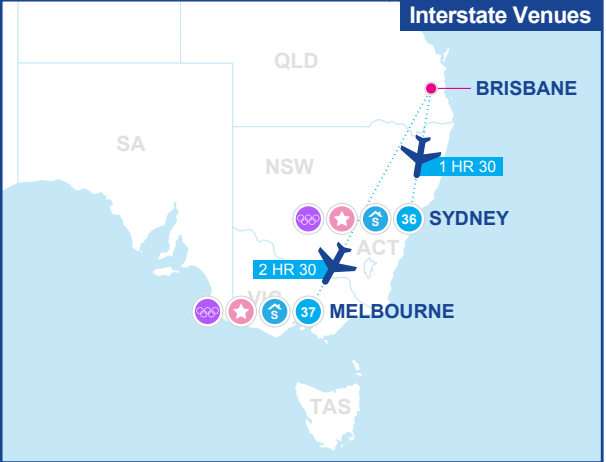 Interstate Venues
QLD
BRISBANE
SA
NSW
1 HR 30
S
36
SYDNEY
ACT
2 HR 30
VIC
S
37
MELBOURNE
TAS